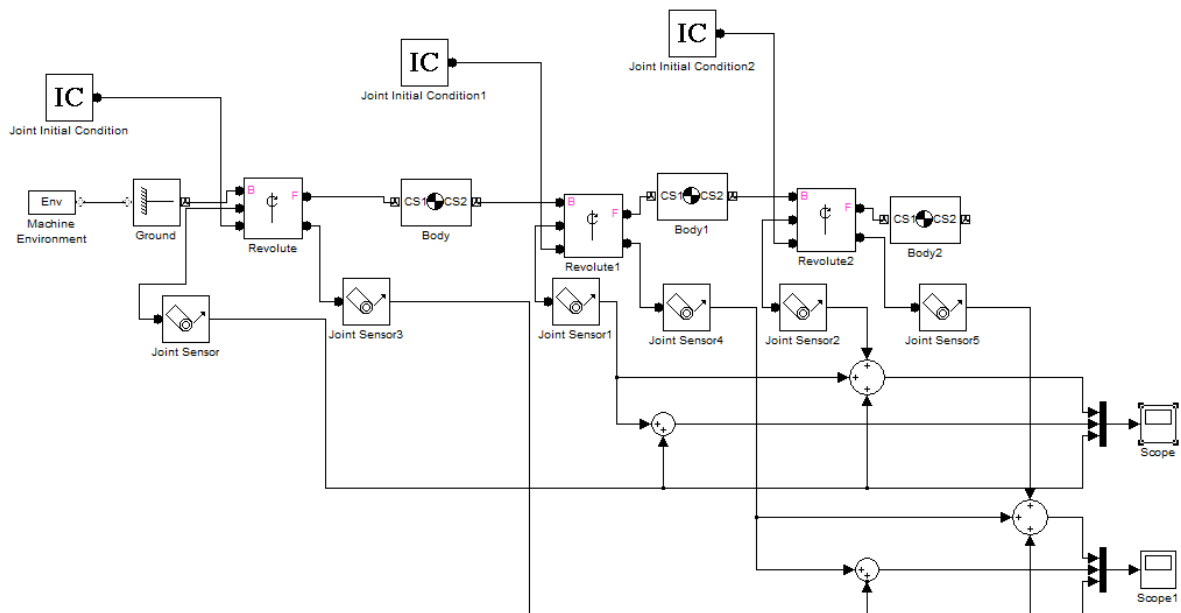 IC
Joint Initial Condition2
IC
Joint Initial Condition1
IC
Joint Initial Condition
Env
Machine
Environment
Ground
B
F
Revolute
CS1 CS2
Body
B
F
Revolute1
CS1 CS2
Body1
B
F
Revolute2
CS1 CS2
Body2
Joint Sensor
Joint Sensor3
Joint Sensor1
Joint Sensor4
Joint Sensor2
Joint Sensor5
Scope
Scope1